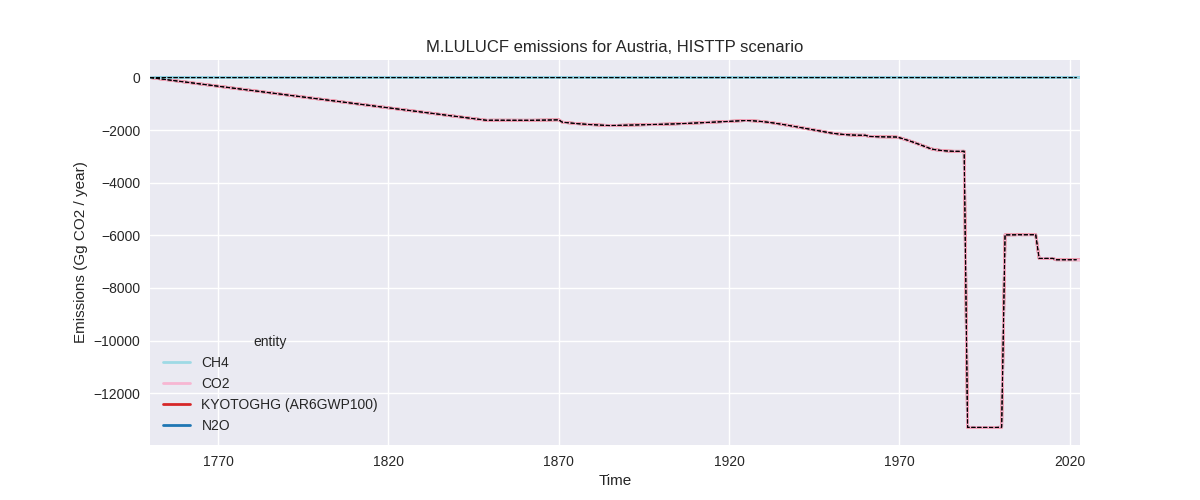 M.LULUCF emissions for Austria, HISTTP scenario
Emissions (Gg CO2 / year)
0
−2000
−4000
−6000
−8000
−10000
−12000
entity
CH4
CO2
KYOTOGHG (AR6GWP100)
N2O
1770 1820 1870 1920 1970 2020
Time